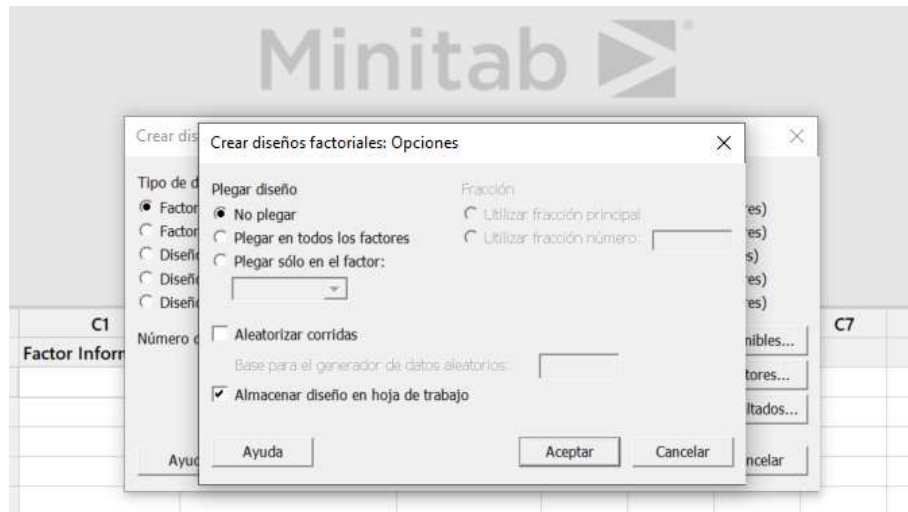 Minitab
Crear dis
Crear diseños factoriales: Opciones
Tipo de d
Plegar diseño
Fracción
Factor
No plegar
Utilizar fracción principal
res)
Factor
Plegar en todos los factores
Utilizar fracción número:
res)
Diseñ
Plegar sólo en el factor:
s)
Diseñ
res)
Diseñ
res)
C1
C7
Número d
Aleatorizar corridas
nibles...
Factor Inforr
Base para el generador de datos aleatorios:
tores...
Almacenar diseño en hoja de trabajo
ltados...
Ayuc
Ayuda
Aceptar
Cancelar
ncelar